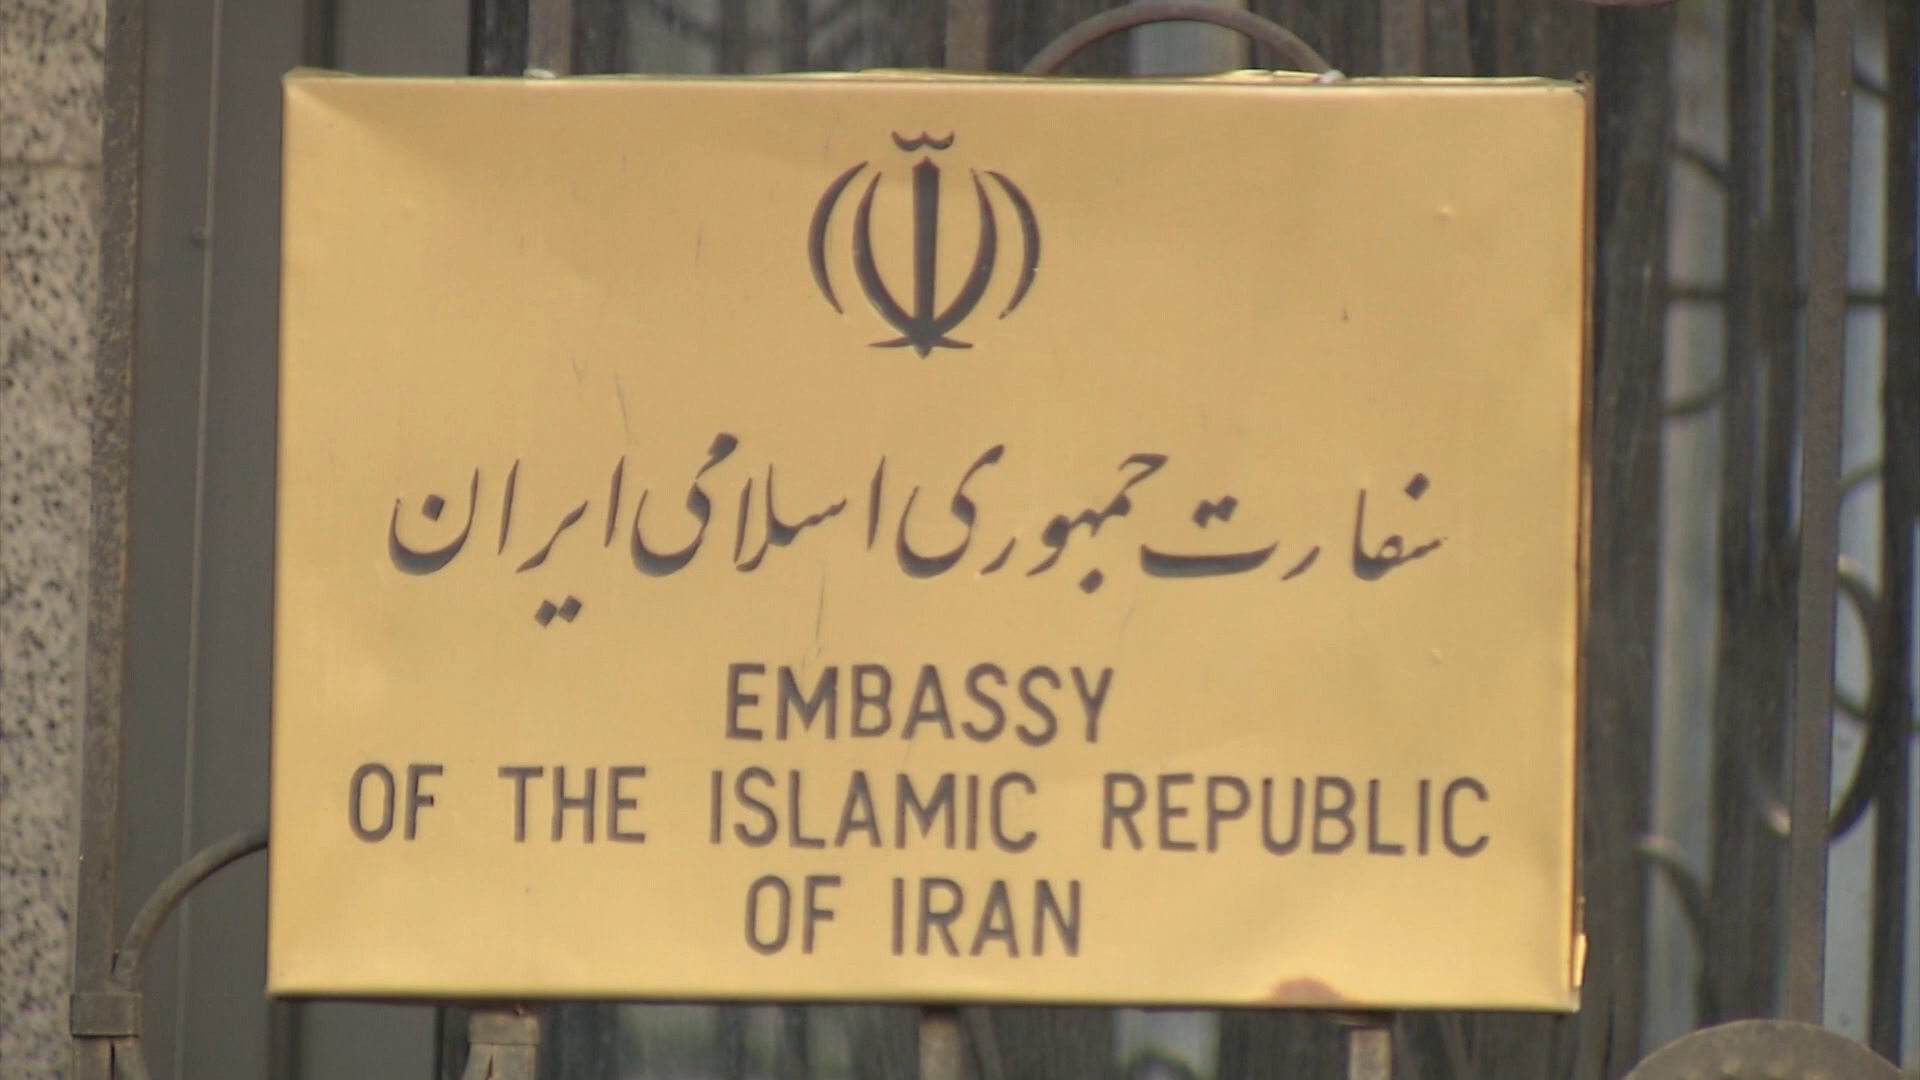 سفارت جمهوری اسلامی ایران
EMBASSY
OF THE ISLAMIC REPUBLIC
OF IRAN